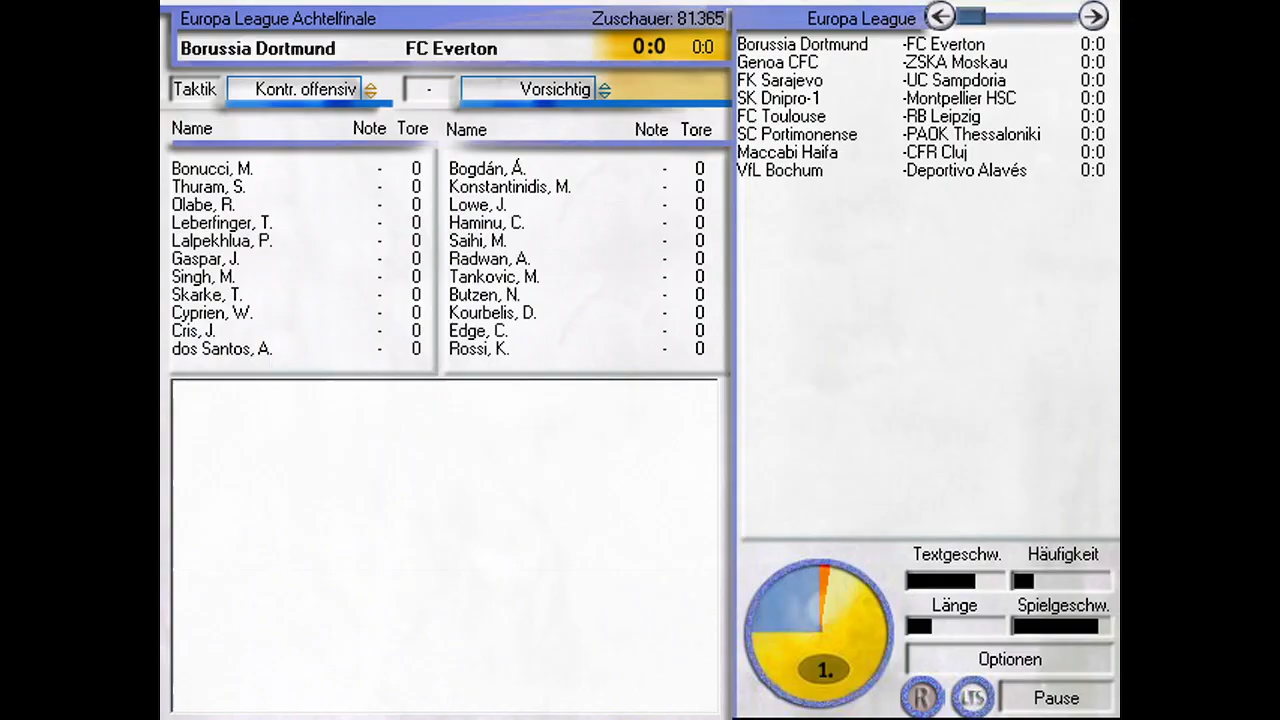 Europa League Achtelfinale Zuschauer: 81.365
Borussia Dortmund FC Everton 0:0 0:0
Taktik Kontr. offensiv - Vorsichtig
Name Note Tore Name Note Tore
Bonucci, M. - 0 Bogdán, Á. - 0
Thuram, S. - 0 Konstantinidis, M. - 0
Olabe, R. - 0 Lowe, J. - 0
Leberfinger, T. - 0 Haminu, C. - 0
Lalpekhlua, P. - 0 Saihi, M. - 0
Gaspar, J. - 0 Radwan, A. - 0
Singh, M. - 0 Tankovic, M. - 0
Skarke, T. - 0 Butzen, N. - 0
Cyprien, W. - 0 Kourbelis, D. - 0
Cris, J. - 0 Edge, C. - 0
dos Santos, A. - 0 Rossi, K. - 0
Europa League
Borussia Dortmund -FC Everton 0:0
Genoa CFC -ZSKA Moskau 0:0
FK Sarajevo -UC Sampdoria 0:0
SK Dnipro-1 -Montpellier HSC 0:0
FC Toulouse -RB Leipzig 0:0
SC Portimonense -PAOK Thessaloniki 0:0
Maccabi Haifa -CFR Cluj 0:0
VfL Bochum -Deportivo Alavés 0:0
Textgeschw. Häufigkeit
Länge Spielgeschw.
1.
Optionen
R LTS Pause